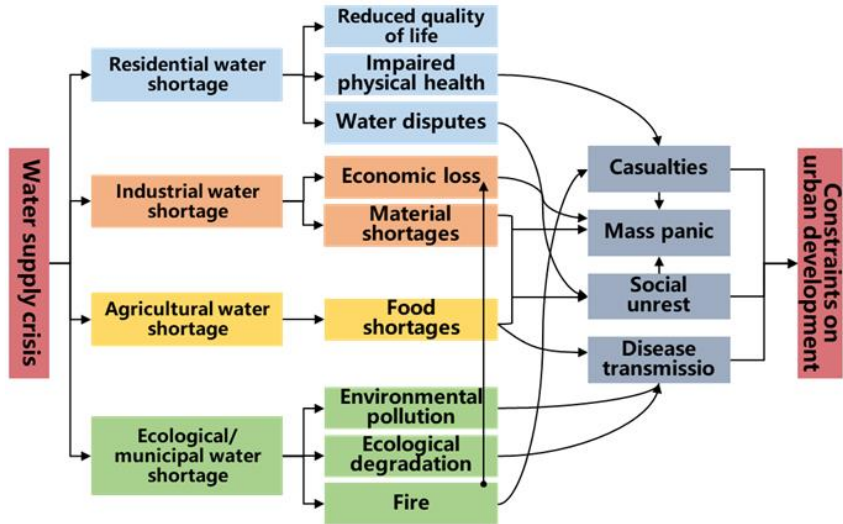 Water supply crisis
Residential water
shortage
Industrial water
shortage
Agricultural water
shortage
Ecological/
municipal water
shortage
Reduced quality
of life
Impaired
physical health
Water disputes
Economic loss
Material
shortages
Food
shortages
Environmental
pollution
Ecological
degradation
Fire
Casualties
Mass panic
Social
unrest
Disease
transmissio
Constraints on
urban development